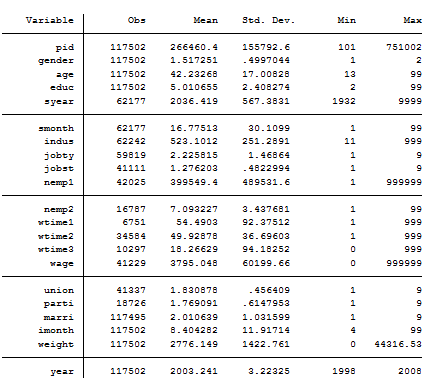 Variable Obs Mean Std. Dev. Min Max
pid 117502 266460.4 155792.6 101 751002
gender 117502 1.517251 .4997044 1 2
age 117502 42.23268 17.00828 13 99
educ 117502 5.010655 2.408274 2 99
syear 62177 2036.419 567.3831 1932 9999
smonth 62177 16.77513 30.1099 1 99
indus 62242 523.1012 251.2891 11 999
jobty 59819 2.225815 1.46864 1 9
jobst 41111 1.276203 .4822994 1 9
nemp1 42025 399549.4 489531.6 1 999999
nemp2 16787 7.093227 3.437681 1 99
wtime1 6751 54.4903 92.37512 1 999
wtime2 34584 49.92878 36.69603 1 999
wtime3 10297 18.26629 94.18252 0 999
wage 41229 3795.048 60199.66 0 999999
union 41337 1.830878 .456409 1 9
parti 18726 1.769091 .6147953 1 9
marri 117495 2.010639 1.031599 1 9
imonth 117502 8.404282 11.91714 4 99
weight 117502 2776.149 1422.761 0 44316.53
year 117502 2003.241 3.22325 1998 2008